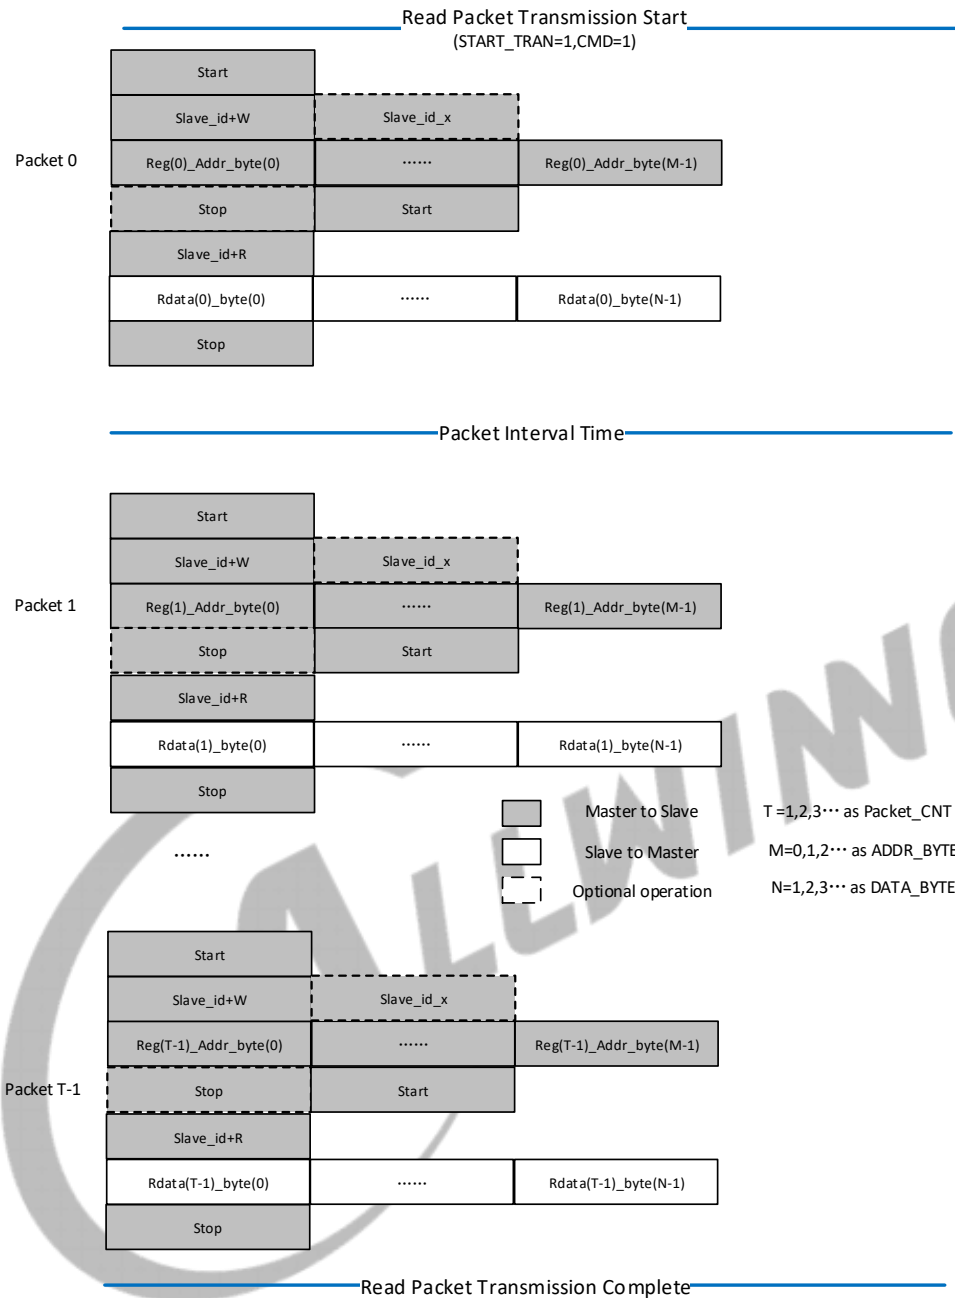 Read Packet Transmission Start
(START_TRAN=1,CMD=1)
Start
Slave_id+W Slave_id_x
Packet 0 Reg(0)_Addr_byte(0) ...... Reg(0)_Addr_byte(M-1)
Stop Start
Slave_id+R
Rdata(0)_byte(0) ...... Rdata(0)_byte(N-1)
Stop
Packet Interval Time
Start
Slave_id+W Slave_id_x
Packet 1 Reg(1)_Addr_byte(0) ...... Reg(1)_Addr_byte(M-1)
Stop Start
Slave_id+R
Rdata(1)_byte(0) ...... Rdata(1)_byte(N-1)
Stop
Master to Slave T =1,2,3··· as Packet_CNT
...... Slave to Master M=0,1,2··· as ADDR_BYTE
Optional operation N=1,2,3··· as DATA_BYTE
Start
Slave_id+W Slave_id_x
Reg(T-1)_Addr_byte(0) ...... Reg(T-1)_Addr_byte(M-1)
Packet T-1 Stop Start
Slave_id+R
Rdata(T-1)_byte(0) ...... Rdata(T-1)_byte(N-1)
Stop
Read Packet Transmission Complete
ALLWINN